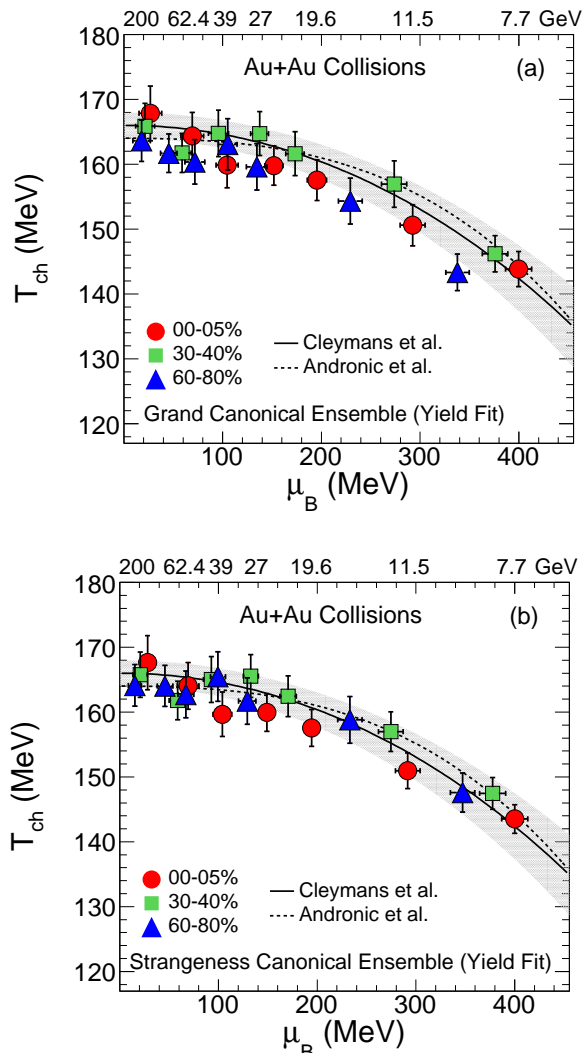 200 62.4 39 27 19.6 11.5 7.7 GeV
180
170
160
150
140
130
120
T_ch (MeV)
Au+Au Collisions
(a)
00-05%
30-40%
60-80%
Cleymans et al.
Andronic et al.
Grand Canonical Ensemble (Yield Fit)
100 200 300 400
μ_B (MeV)
200 62.4 39 27 19.6 11.5 7.7 GeV
180
170
160
150
140
130
120
T_ch (MeV)
Au+Au Collisions
(b)
00-05%
30-40%
60-80%
Cleymans et al.
Andronic et al.
Strangeness Canonical Ensemble (Yield Fit)
100 200 300 400
μ_B (MeV)